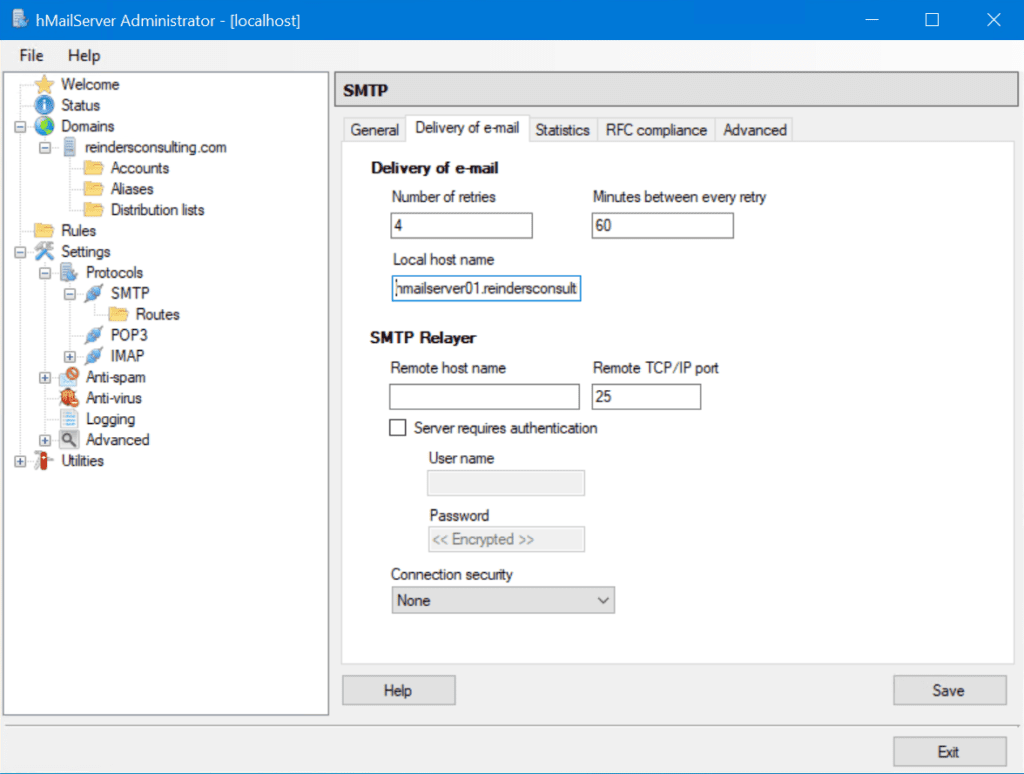 hMailServer Administrator - [localhost]
File Help
Welcome
Status
Domains
reindersconsulting.com
Accounts
Aliases
Distribution lists
Rules
Settings
Protocols
SMTP
Routes
POP3
IMAP
Anti-spam
Anti-virus
Logging
Advanced
Utilities
SMTP
General Delivery of e-mail Statistics RFC compliance Advanced
Delivery of e-mail
Number of retries Minutes between every retry
4 60
Local host name
hmailserver01.reindersconsult
SMTP Relayer
Remote host name Remote TCP/IP port
25
Server requires authentication
User name
Password
<< Encrypted >>
Connection security
None
Help Save
Exit